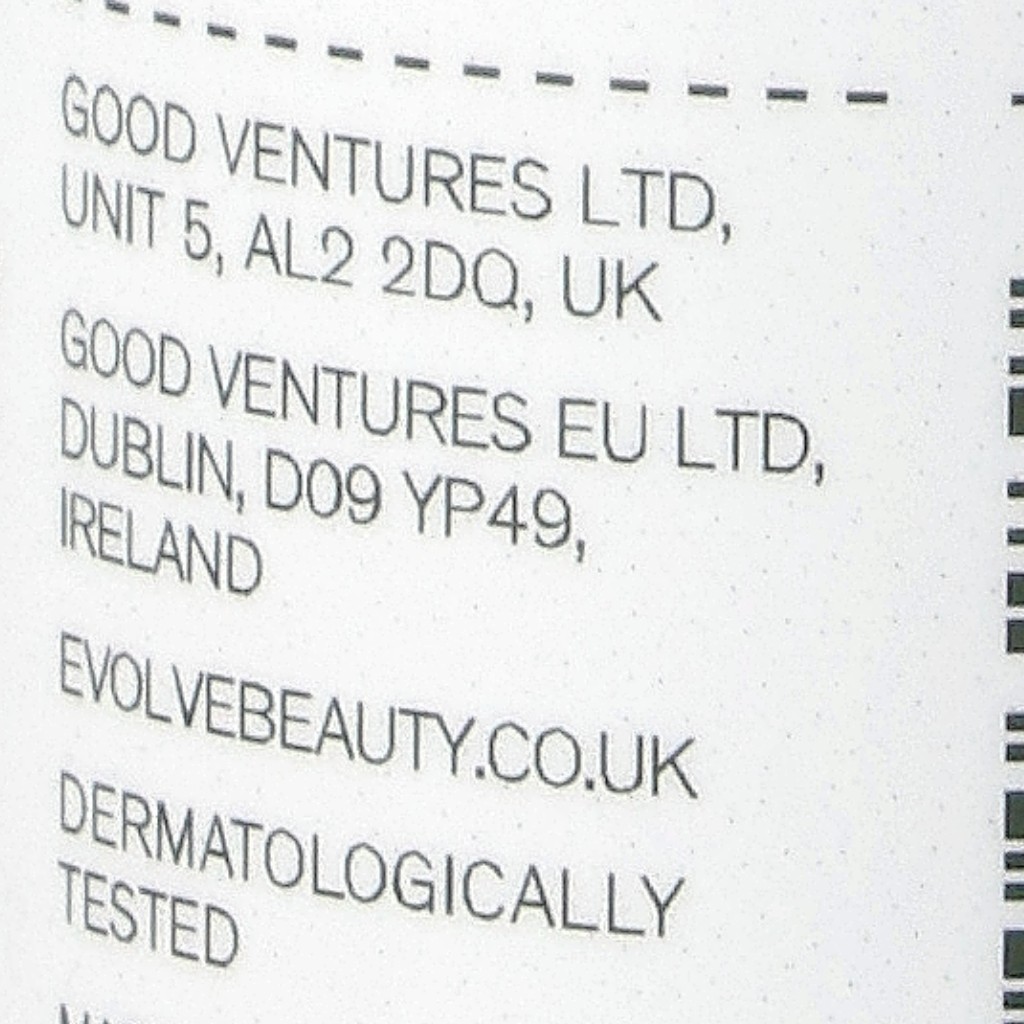 GOOD VENTURES LTD,
UNIT 5, AL2 2DQ, UK
GOOD VENTURES EU LTD,
DUBLIN, D09 YP49,
IRELAND
EVOLVEBEAUTY.CO.UK
DERMATOLOGICALLY
TESTED